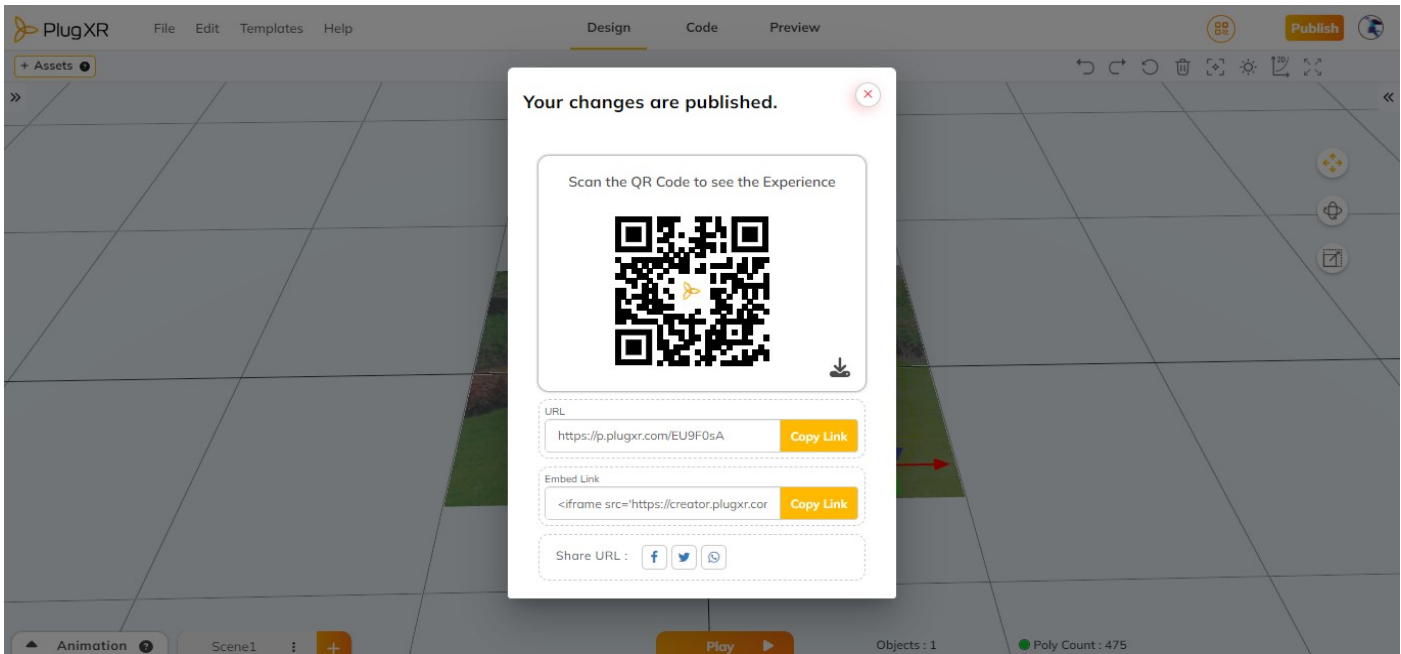 PlugXR File Edit Templates Help Design Code Preview Publish
+ Assets ?
Your changes are published.
Scan the QR Code to see the Experience
URL
https://p.plugxr.com/EU9F0sA Copy Link
Embed Link
<iframe src='https://creator.plugxr.cor Copy Link
Share URL :
Animation ? Scene1 + Play Objects : 1 Poly Count : 475